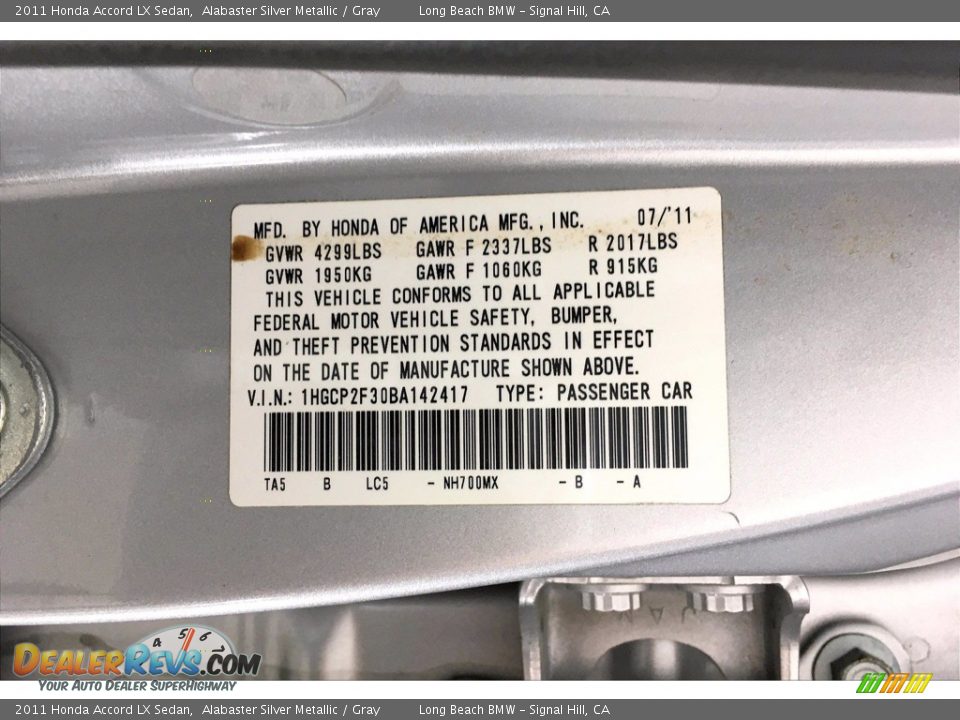 2011 Honda Accord LX Sedan, Alabaster Silver Metallic / Gray Long Beach BMW - Signal Hill, CA
MFD. BY HONDA OF AMERICA MFG., INC. 07/'11
GVWR 4299LBS GAWR F 2337LBS R 2017LBS
GVWR 1950KG GAWR F 1060KG R 915KG
THIS VEHICLE CONFORMS TO ALL APPLICABLE
FEDERAL MOTOR VEHICLE SAFETY, BUMPER,
AND THEFT PREVENTION STANDARDS IN EFFECT
ON THE DATE OF MANUFACTURE SHOWN ABOVE.
V.I.N.: 1HGCP2F30BA142417 TYPE: PASSENGER CAR
TA5 B LC5 - NH700MX - B - A
4 5 6 7
DEALERREVS.COM
YOUR AUTO DEALER SUPERHIGHWAY
2011 Honda Accord LX Sedan, Alabaster Silver Metallic / Gray Long Beach BMW - Signal Hill, CA